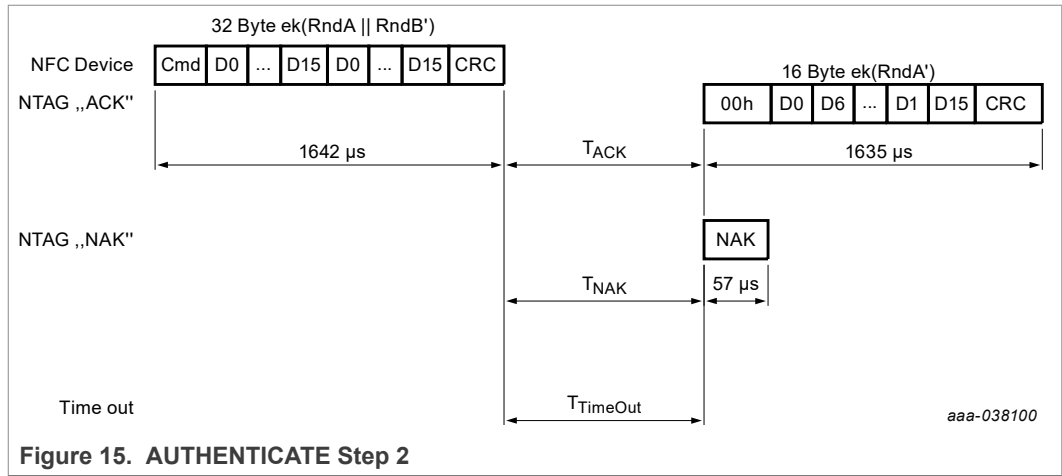 32 Byte ek(RndA || RndB')
NFC Device Cmd D0 ... D15 D0 ... D15 CRC
16 Byte ek(RndA')
NTAG ,,ACK'' 00h D0 D6 ... D1 D15 CRC
1642 µs TACK 1635 µs
NTAG ,,NAK'' NAK
TNAK 57 µs
Time out TTimeOut aaa-038100
Figure 15. AUTHENTICATE Step 2